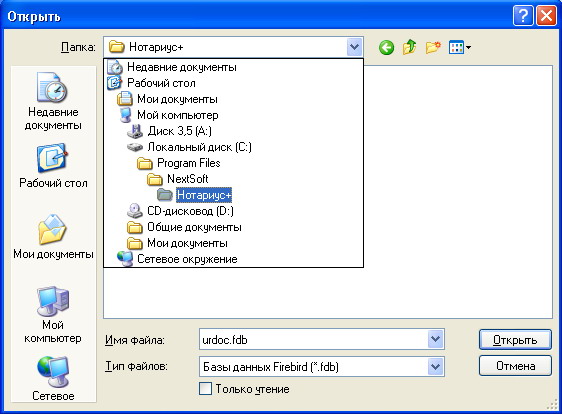 Открыть
Папка:
Нотариус+
Недавние документы
Рабочий стол
Мои документы
Мой компьютер
Диск 3,5 (A:)
Локальный диск (C:)
Program Files
NextSoft
Нотариус+
CD-дисковод (D:)
Общие документы
Мои документы
Сетевое окружение
Недавние
документы
Рабочий стол
Мои документы
Мой
компьютер
Сетевое
Имя файла:
urdoc.fdb
Открыть
Тип файлов:
Базы данных Firebird (*.fdb)
Отмена
Только чтение